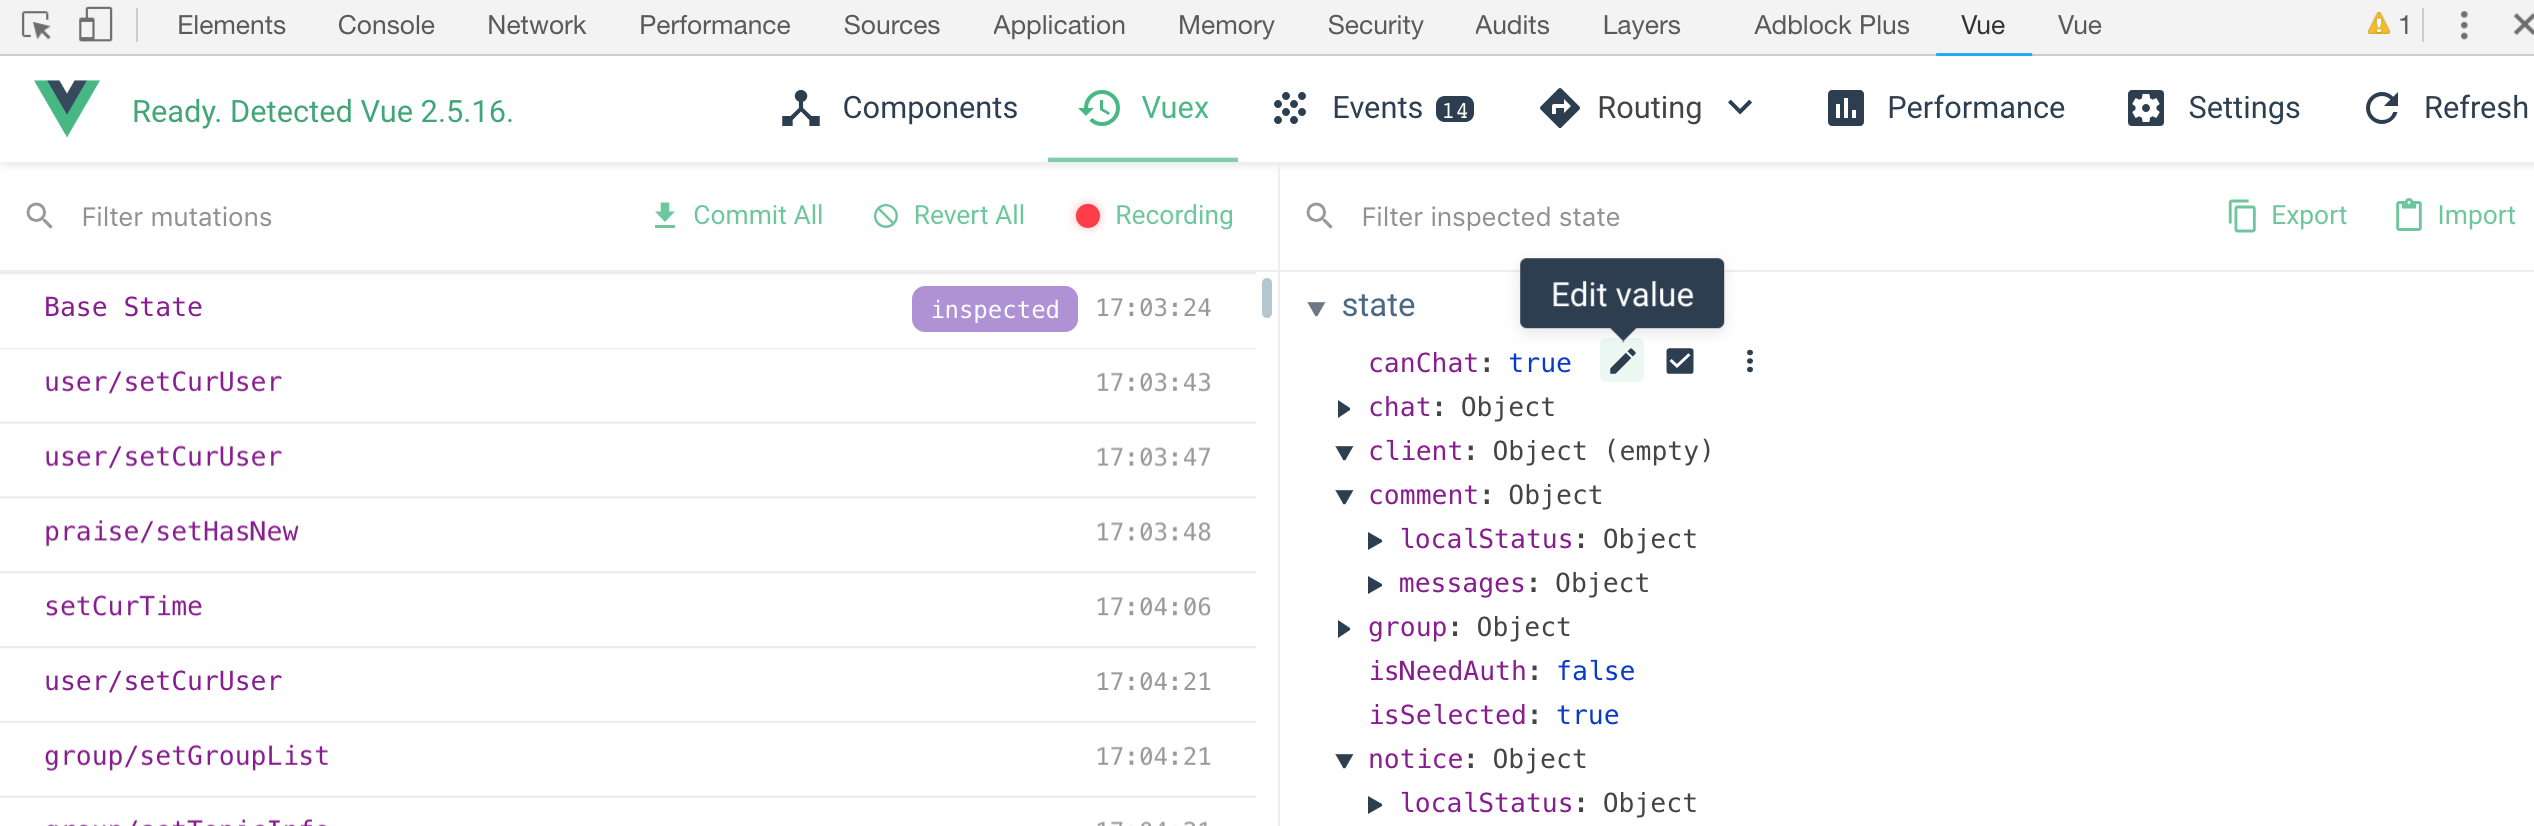 Elements Console Network Performance Sources Application Memory Security Audits Layers Adblock Plus Vue Vue 1
Ready. Detected Vue 2.5.16. Components Vuex Events 14 Routing Performance Settings Refresh
Filter mutations Commit All Revert All Recording
Base State inspected 17:03:24
user/setCurUser 17:03:43
user/setCurUser 17:03:47
praise/setHasNew 17:03:48
setCurTime 17:04:06
user/setCurUser 17:04:21
group/setGroupList 17:04:21
group/setTopicInfo 17:04:21
Filter inspected state Export Import
Edit value
state
canChat: true
chat: Object
client: Object (empty)
comment: Object
localStatus: Object
messages: Object
group: Object
isNeedAuth: false
isSelected: true
notice: Object
localStatus: Object